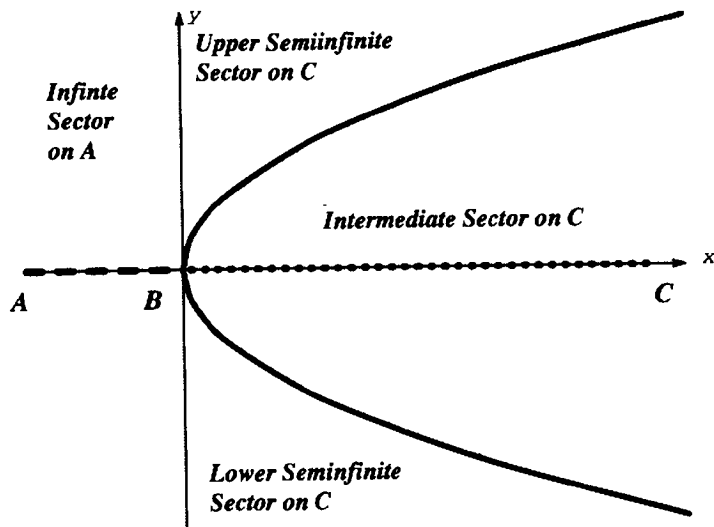 y
Upper Semiinfinite
Sector on C
Infinte
Sector
on A
Intermediate Sector on C
x
A
B
C
Lower Seminfinite
Sector on C